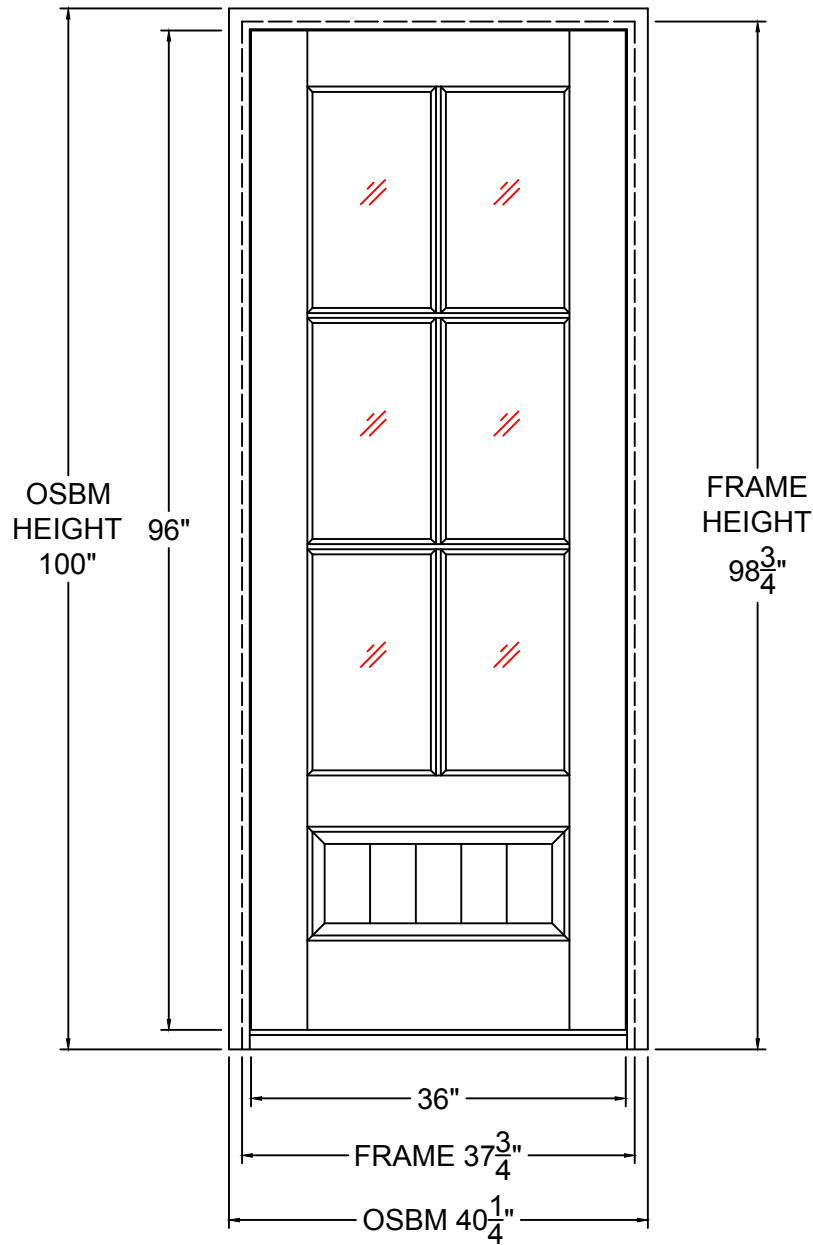 OSBM
HEIGHT
100"
96"
FRAME
HEIGHT
98 3/4"
36"
FRAME 37 3/4"
OSBM 40 1/4"